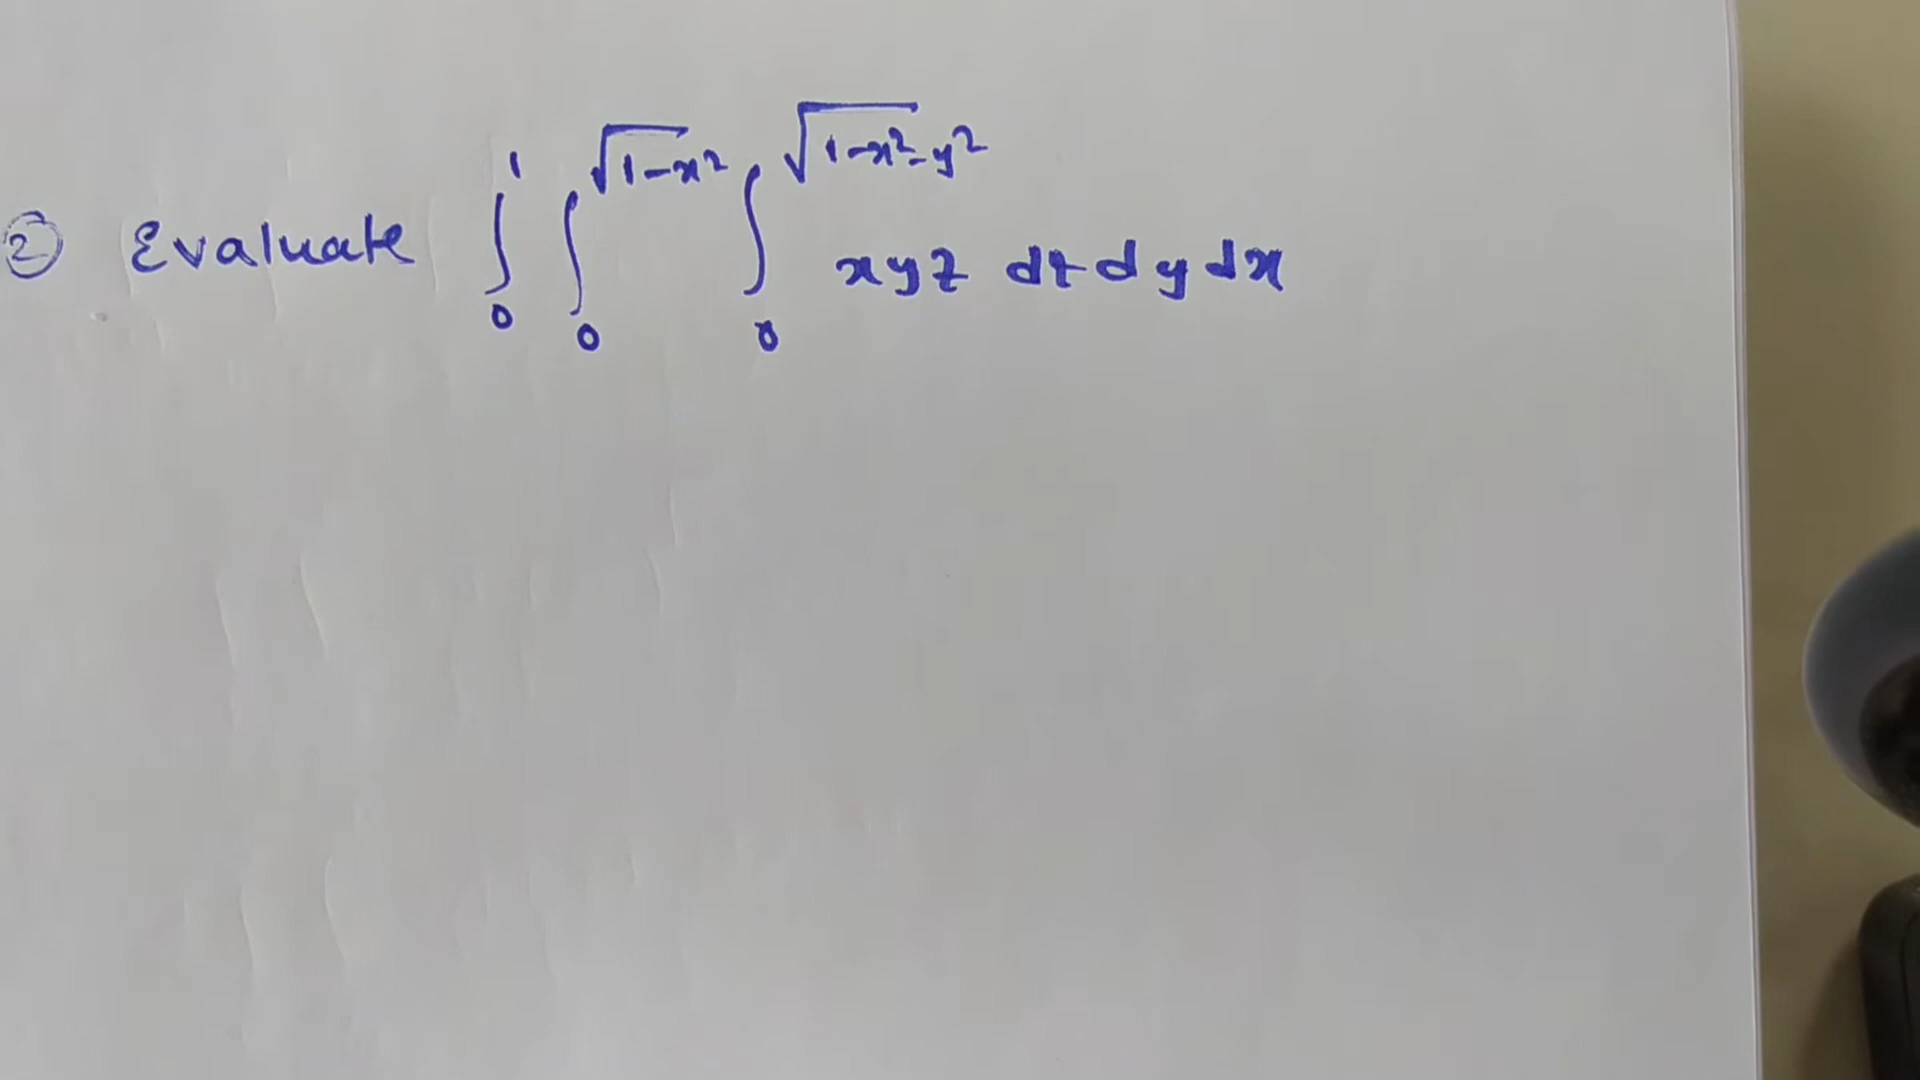 ② Evaluate ∫₀¹ ∫₀^√(1-x²) ∫₀^√(1-x²-y²) xyz dz dy dx